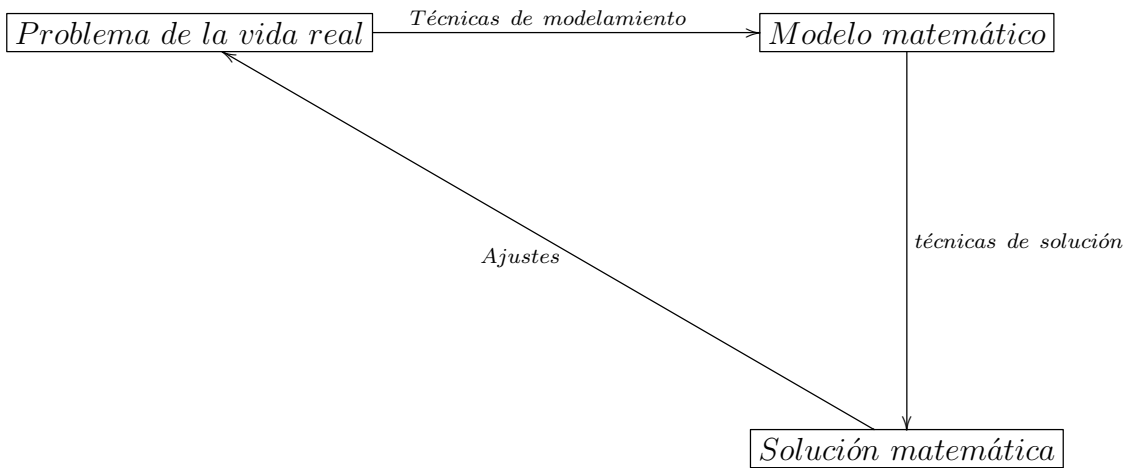 Problema de la vida real
Técnicas de modelamiento
Modelo matemático
técnicas de solución
Ajustes
Solución matemática